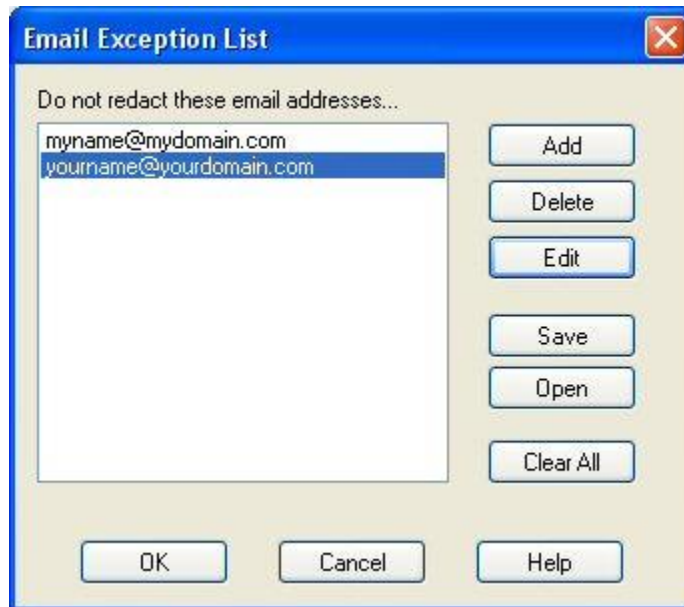 Email Exception List
Do not redact these email addresses...
myname@mydomain.com
yourname@yourdomain.com
Add
Delete
Edit
Save
Open
Clear All
OK
Cancel
Help